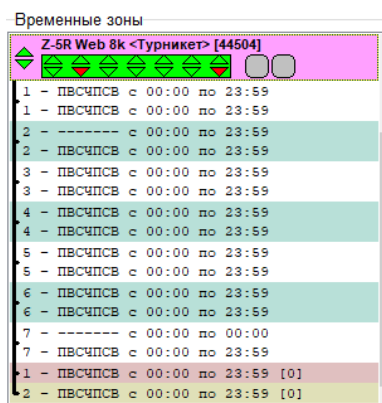 Временные зоны
Z-5R Web 8k <Турникет> [44504]
1 - ПВСЧПСВ с 00:00 по 23:59
1 - ПВСЧПСВ с 00:00 по 23:59
2 - ------- с 00:00 по 23:59
2 - ПВСЧПСВ с 00:00 по 23:59
3 - ПВСЧПСВ с 00:00 по 23:59
3 - ПВСЧПСВ с 00:00 по 23:59
4 - ПВСЧПСВ с 00:00 по 23:59
4 - ПВСЧПСВ с 00:00 по 23:59
5 - ПВСЧПСВ с 00:00 по 23:59
5 - ПВСЧПСВ с 00:00 по 23:59
6 - ПВСЧПСВ с 00:00 по 23:59
6 - ПВСЧПСВ с 00:00 по 23:59
7 - ------- с 00:00 по 00:00
7 - ПВСЧПСВ с 00:00 по 23:59
1 - ПВСЧПСВ с 00:00 по 23:59 [0]
2 - ПВСЧПСВ с 00:00 по 23:59 [0]